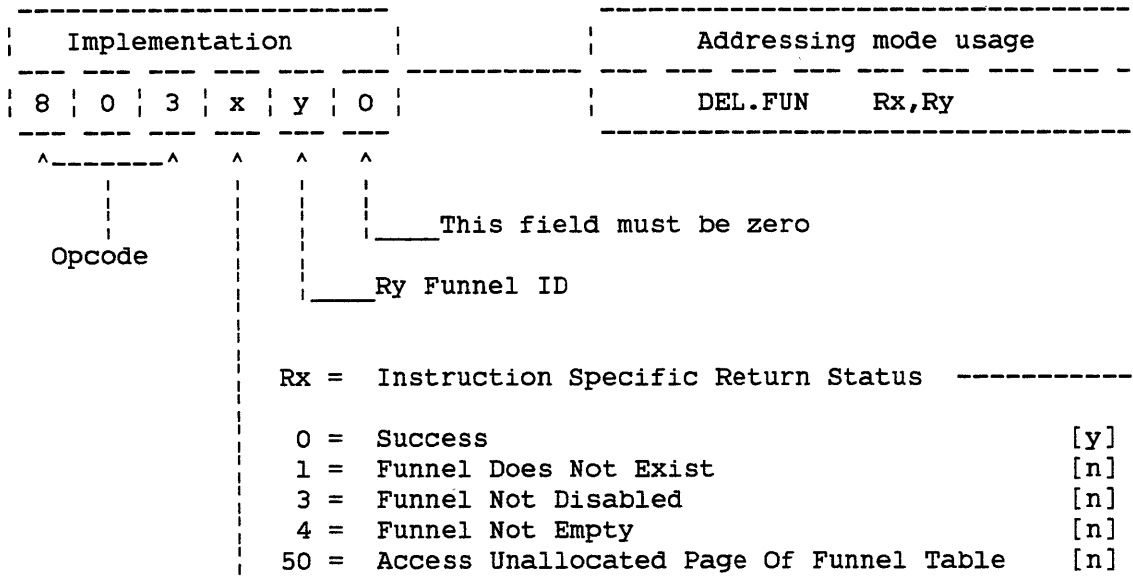 Implementation Addressing mode usage
8 0 3 x y 0 DEL.FUN Rx,Ry
This field must be zero
Opcode
Ry Funnel ID
Rx = Instruction Specific Return Status
0 = Success [y]
1 = Funnel Does Not Exist [n]
3 = Funnel Not Disabled [n]
4 = Funnel Not Empty [n]
50 = Access Unallocated Page Of Funnel Table [n]